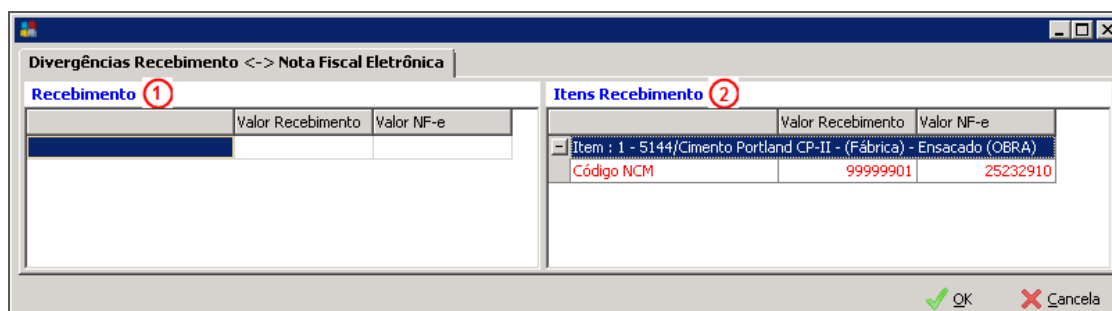 Divergências Recebimento <-> Nota Fiscal Eletrônica
Recebimento 1
Valor Recebimento Valor NF-e
Itens Recebimento 2
Valor Recebimento Valor NF-e
Item : 1 - 5144/Cimento Portland CP-II - (Fábrica) - Ensacado (OBRA)
Código NCM 99999901 25232910
OK Cancela